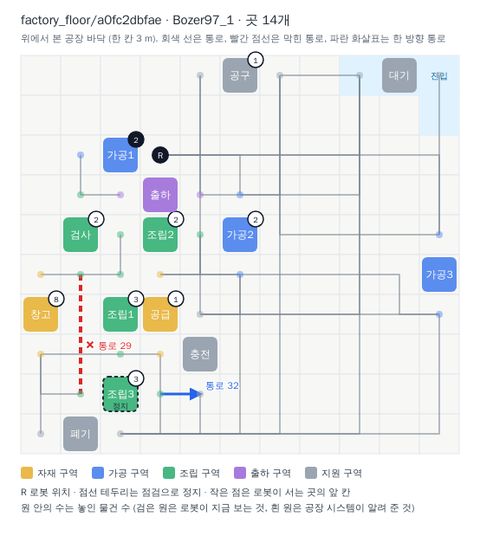 factory_floor/a0fc2dbfae · Bozer97_1 · 곳 14개
위에서 본 공장 바닥 (한 칸 3 m). 회색 선은 통로, 빨간 점선은 막힌 통로, 파란 화살표는 한 방향 통로
1
공구
대기
전립
2
가공1
R
출하
2
2
2
검사
조립2
가공2
가공3
8
3
1
창고
조립1
공급
× 통로 29
충전
3
통로 32
조립3
정지
폐기
자재 구역
가공 구역
조립 구역
출하 구역
지원 구역
R 로봇 위치 · 점선 테두리는 점검으로 정지 · 작은 점은 로봇이 서는 곳의 앞 칸
원 안의 수는 놓인 물건 수 (검은 원은 로봇이 지금 보는 것, 흰 원은 공장 시스템이 알려 준 것)